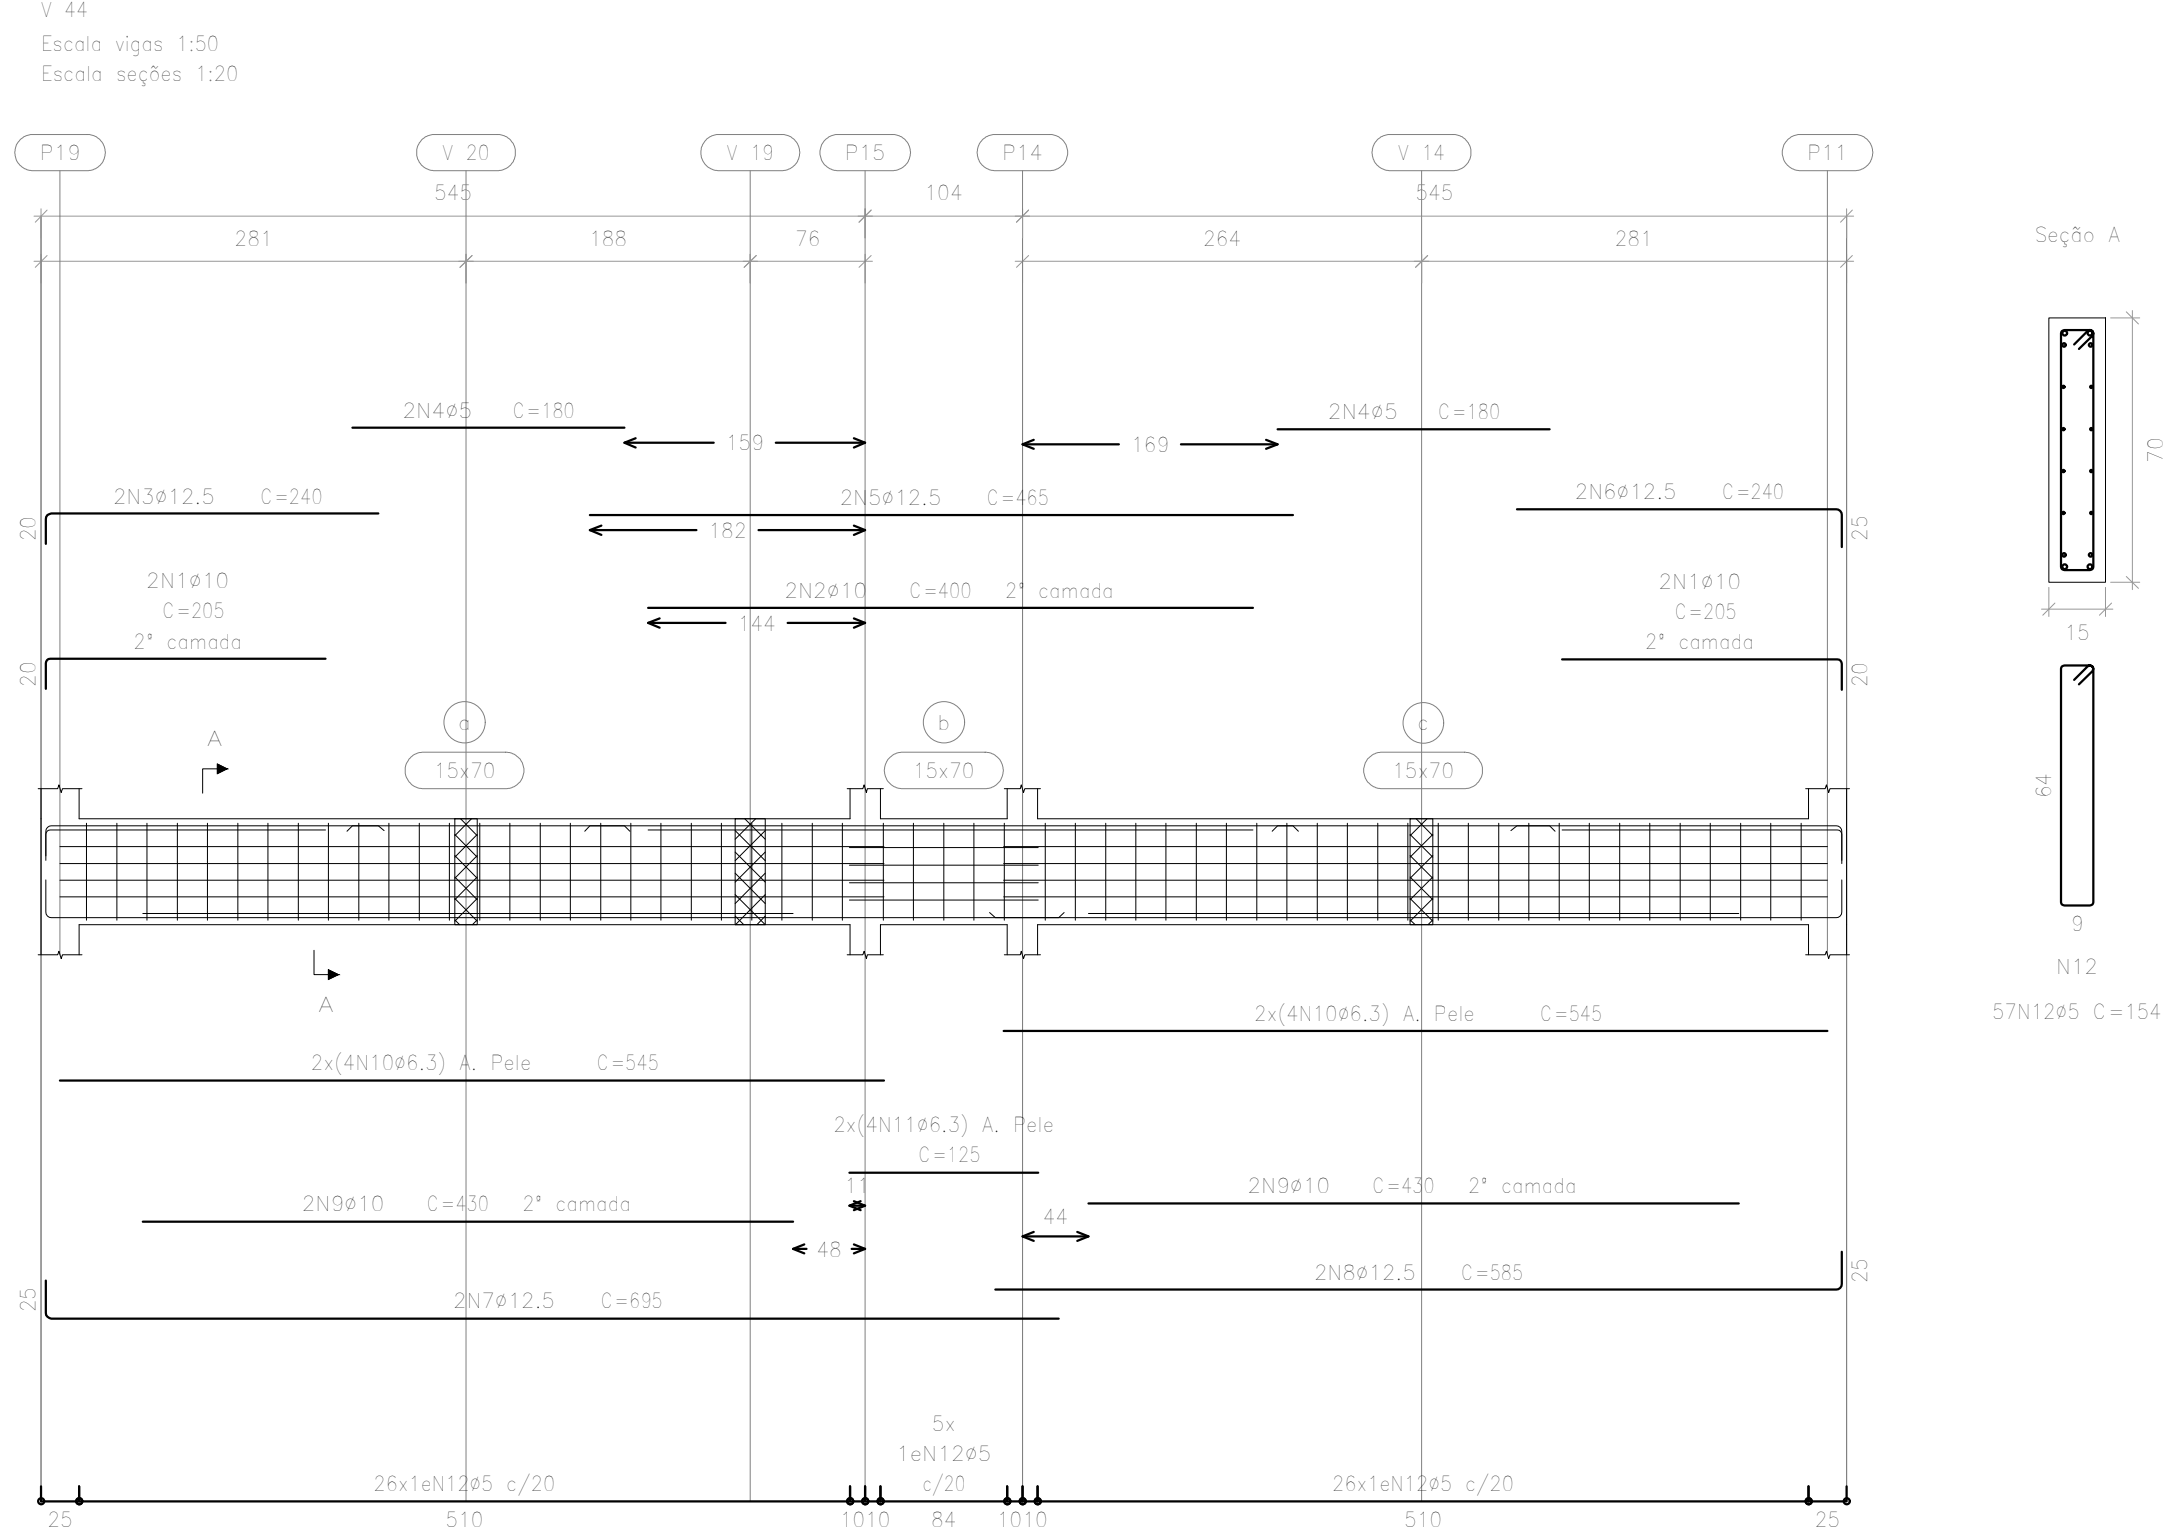 V 44
Escala vigas 1:50
Escala seções 1:20
P19 V 20 V 19 P15 P14 V 14 P11
545 104 545
281 188 76 264 281
Seção A
2N4ø5 C=180
159
2N4ø5 C=180
169
70
2N3ø12.5 C=240
20
2N5ø12.5 C=465
182
2N6ø12.5 C=240
25
2N1ø10
C=205
2ª camada
20
2N2ø10 C=400 2ª camada
144
2N1ø10
C=205
2ª camada
20
15
a b c
A
15x70 15x70 15x70
64
9
N12
57N12ø5 C=154
A
2x(4N10ø6.3) A. Pele C=545
2x(4N10ø6.3) A. Pele C=545
2x(4N11ø6.3) A. Pele
C=125
11
2N9ø10 C=430 2ª camada
48
2N9ø10 C=430 2ª camada
44
2N8ø12.5 C=585
25
2N7ø12.5 C=695
25
5x
1eN12ø5
c/20
26x1eN12ø5 c/20
26x1eN12ø5 c/20
25 510 1010 84 1010 510 25